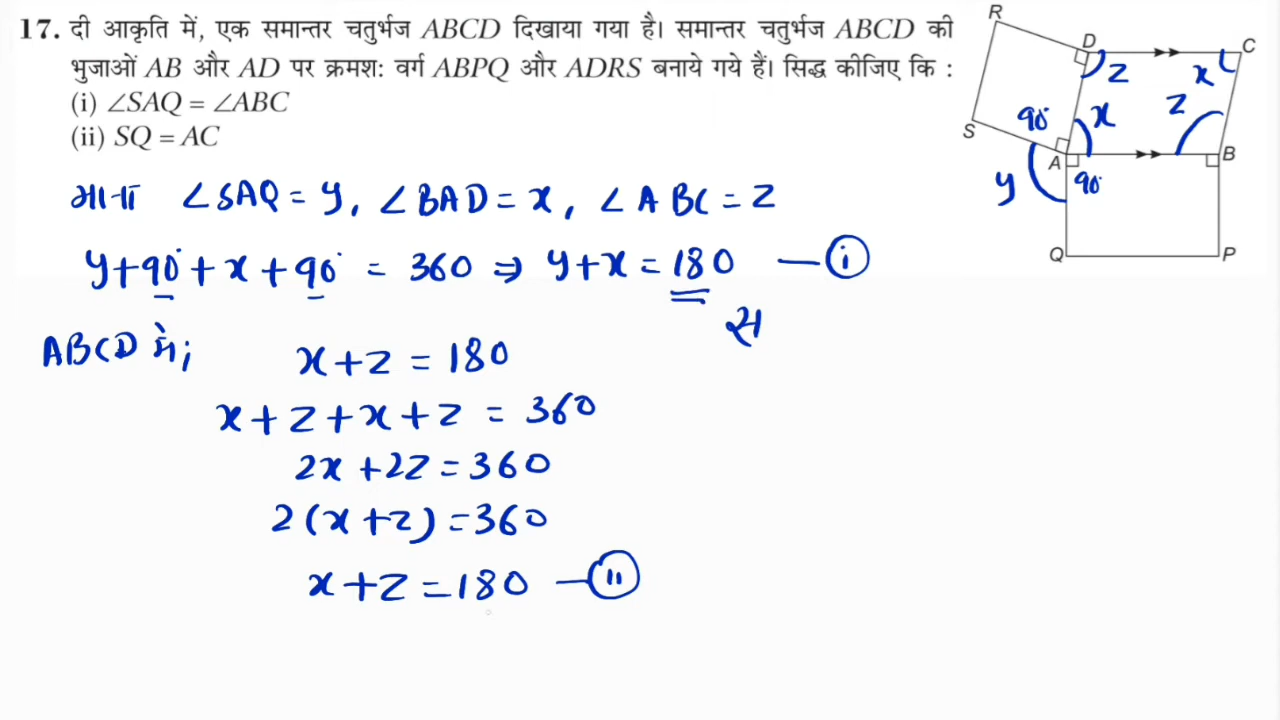 17. दी आकृति में, एक समान्तर चतुर्भज ABCD दिखाया गया है। समान्तर चतुर्भज ABCD की
भुजाओं AB और AD पर क्रमश: वर्ग ABPQ और ADRS बनाये गये हैं। सिद्ध कीजिए कि :
(i) ∠SAQ = ∠ABC
(ii) SQ = AC
माना ∠SAQ = y, ∠BAD = x, ∠ABC = z
y+90°+x+90° = 360 ⇒ y+x = 180 — (i)
स
ABCD में; x+z = 180
x+z+x+z = 360
2x+2z = 360
2(x+z) = 360
x+z = 180 — (ii)
R
D
C
z
x
90°
x
z
S
A
B
y
90°
Q
P